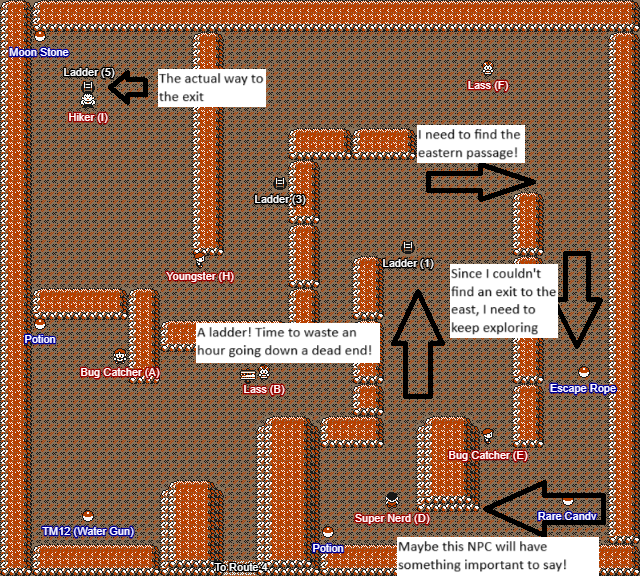 Moon Stone
Ladder (5)
The actual way to
the exit
Hiker (I)
Lass (F)
I need to find the
eastern passage!
Ladder (3)
Ladder (1)
Youngster (H)
Since I couldn't
find an exit to the
east, I need to
keep exploring
Potion
A ladder! Time to waste an
hour going down a dead end!
Bug Catcher (A)
Lass (B)
Escape Rope
Bug Catcher (E)
Super Nerd (D)
Rare Candy
TM12 (Water Gun)
Potion
Maybe this NPC will have
something important to say!
To Route 4